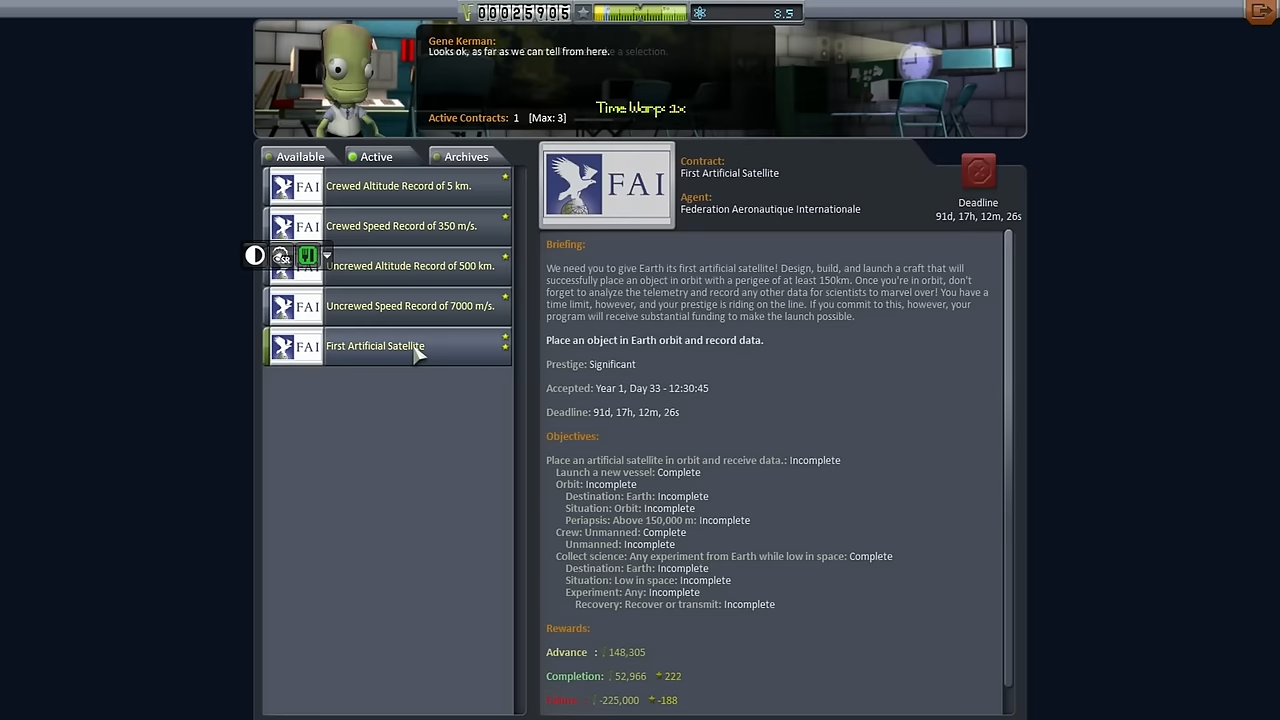 00025905
8.5
Gene Kerman:
Looks ok, as far as we can tell from here.
e a selection.
Time Warp: 1x
Active Contracts: 1 [Max: 3]
Available
Active
Archives
FAI
Crewed Altitude Record of 5 km.
FAI
Crewed Speed Record of 350 m/s.
Uncrewed Altitude Record of 500 km.
FAI
Uncrewed Speed Record of 7000 m/s.
FAI
First Artificial Satellite
FAI
Contract:
First Artificial Satellite
Agent:
Federation Aeronautique Internationale
Deadline
91d, 17h, 12m, 26s
Briefing:
We need you to give Earth its first artificial satellite! Design, build, and launch a craft that will
successfully place an object in orbit with a perigee of at least 150km. Once you're in orbit, don't
forget to analyze the telemetry and record any other data for scientists to marvel over! You have a
time limit, however, and your prestige is riding on the line. If you commit to this, however, your
program will receive substantial funding to make the launch possible.
Place an object in Earth orbit and record data.
Prestige: Significant
Accepted: Year 1, Day 33 - 12:30:45
Deadline: 91d, 17h, 12m, 26s
Objectives:
Place an artificial satellite in orbit and receive data.: Incomplete
Launch a new vessel: Complete
Orbit: Incomplete
Destination: Earth: Incomplete
Situation: Orbit: Incomplete
Periapsis: Above 150,000 m: Incomplete
Crew: Unmanned: Complete
Unmanned: Incomplete
Collect science: Any experiment from Earth while low in space: Complete
Destination: Earth: Incomplete
Situation: Low in space: Incomplete
Experiment: Any: Incomplete
Recovery: Recover or transmit: Incomplete
Rewards:
Advance : 148,305
Completion: 52,966 222
-225,000 -188